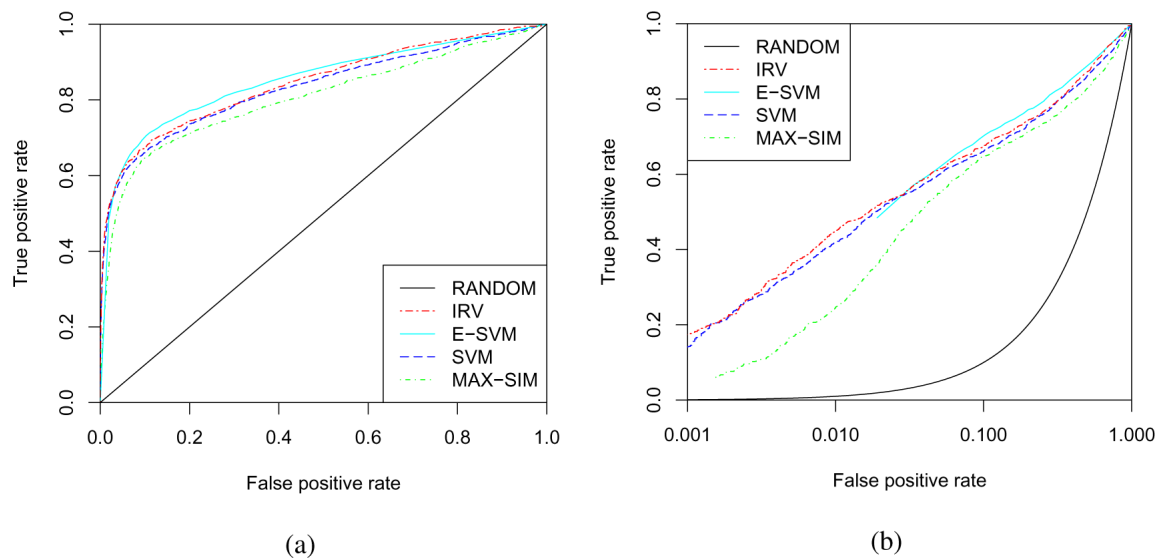 RANDOM
IRV
E-SVM
SVM
MAX-SIM
True positive rate
0.0 0.2 0.4 0.6 0.8 1.0
0.0 0.2 0.4 0.6 0.8 1.0
False positive rate
(a)
RANDOM
IRV
E-SVM
SVM
MAX-SIM
True positive rate
0.0 0.2 0.4 0.6 0.8 1.0
0.001 0.010 0.100 1.000
False positive rate
(b)